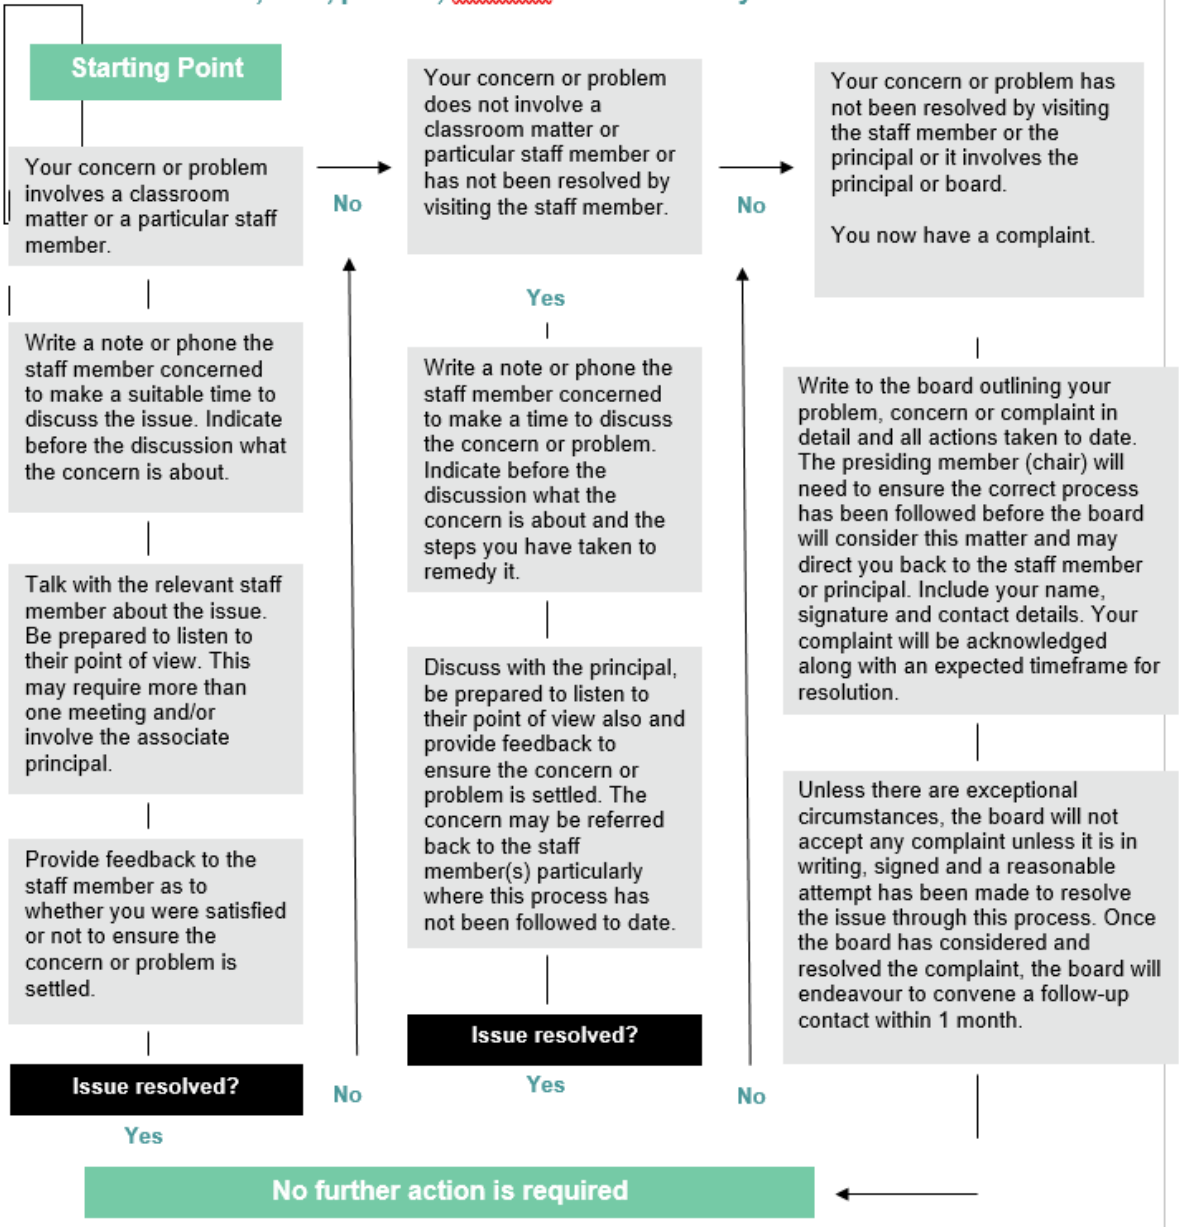 Starting Point
Your concern or problem
involves a classroom
matter or a particular staff
member.
Write a note or phone the
staff member concerned
to make a suitable time to
discuss the issue. Indicate
before the discussion what
the concern is about.
Talk with the relevant staff
member about the issue.
Be prepared to listen to
their point of view. This
may require more than
one meeting and/or
involve the associate
principal.
Provide feedback to the
staff member as to
whether you were satisfied
or not to ensure the
concern or problem is
settled.
Issue resolved?
Yes
No
No
Your concern or problem
does not involve a
classroom matter or
particular staff member or
has not been resolved by
visiting the staff member.
Yes
Write a note or phone the
staff member concerned
to make a time to discuss
the concern or problem.
Indicate before the
discussion what the
concern is about and the
steps you have taken to
remedy it.
Discuss with the principal,
be prepared to listen to
their point of view also and
provide feedback to
ensure the concern or
problem is settled. The
concern may be referred
back to the staff
member(s) particularly
where this process has
not been followed to date.
Issue resolved?
Yes
No
No
Your concern or problem has
not been resolved by visiting
the staff member or the
principal or it involves the
principal or board.
You now have a complaint.
Write to the board outlining your
problem, concern or complaint in
detail and all actions taken to date.
The presiding member (chair) will
need to ensure the correct process
has been followed before the board
will consider this matter and may
direct you back to the staff member
or principal. Include your name,
signature and contact details. Your
complaint will be acknowledged
along with an expected timeframe for
resolution.
Unless there are exceptional
circumstances, the board will not
accept any complaint unless it is in
writing, signed and a reasonable
attempt has been made to resolve
the issue through this process. Once
the board has considered and
resolved the complaint, the board will
endeavour to convene a follow-up
contact within 1 month.
No further action is required